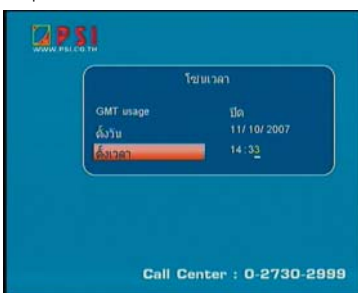 PSI
WWW.PSI.CO.TH
โซนเวลา
GMT usage ปิด
ตั้งวัน 11/10/2007
ตั้งเวลา 14:33
Call Center : 0-2730-2999